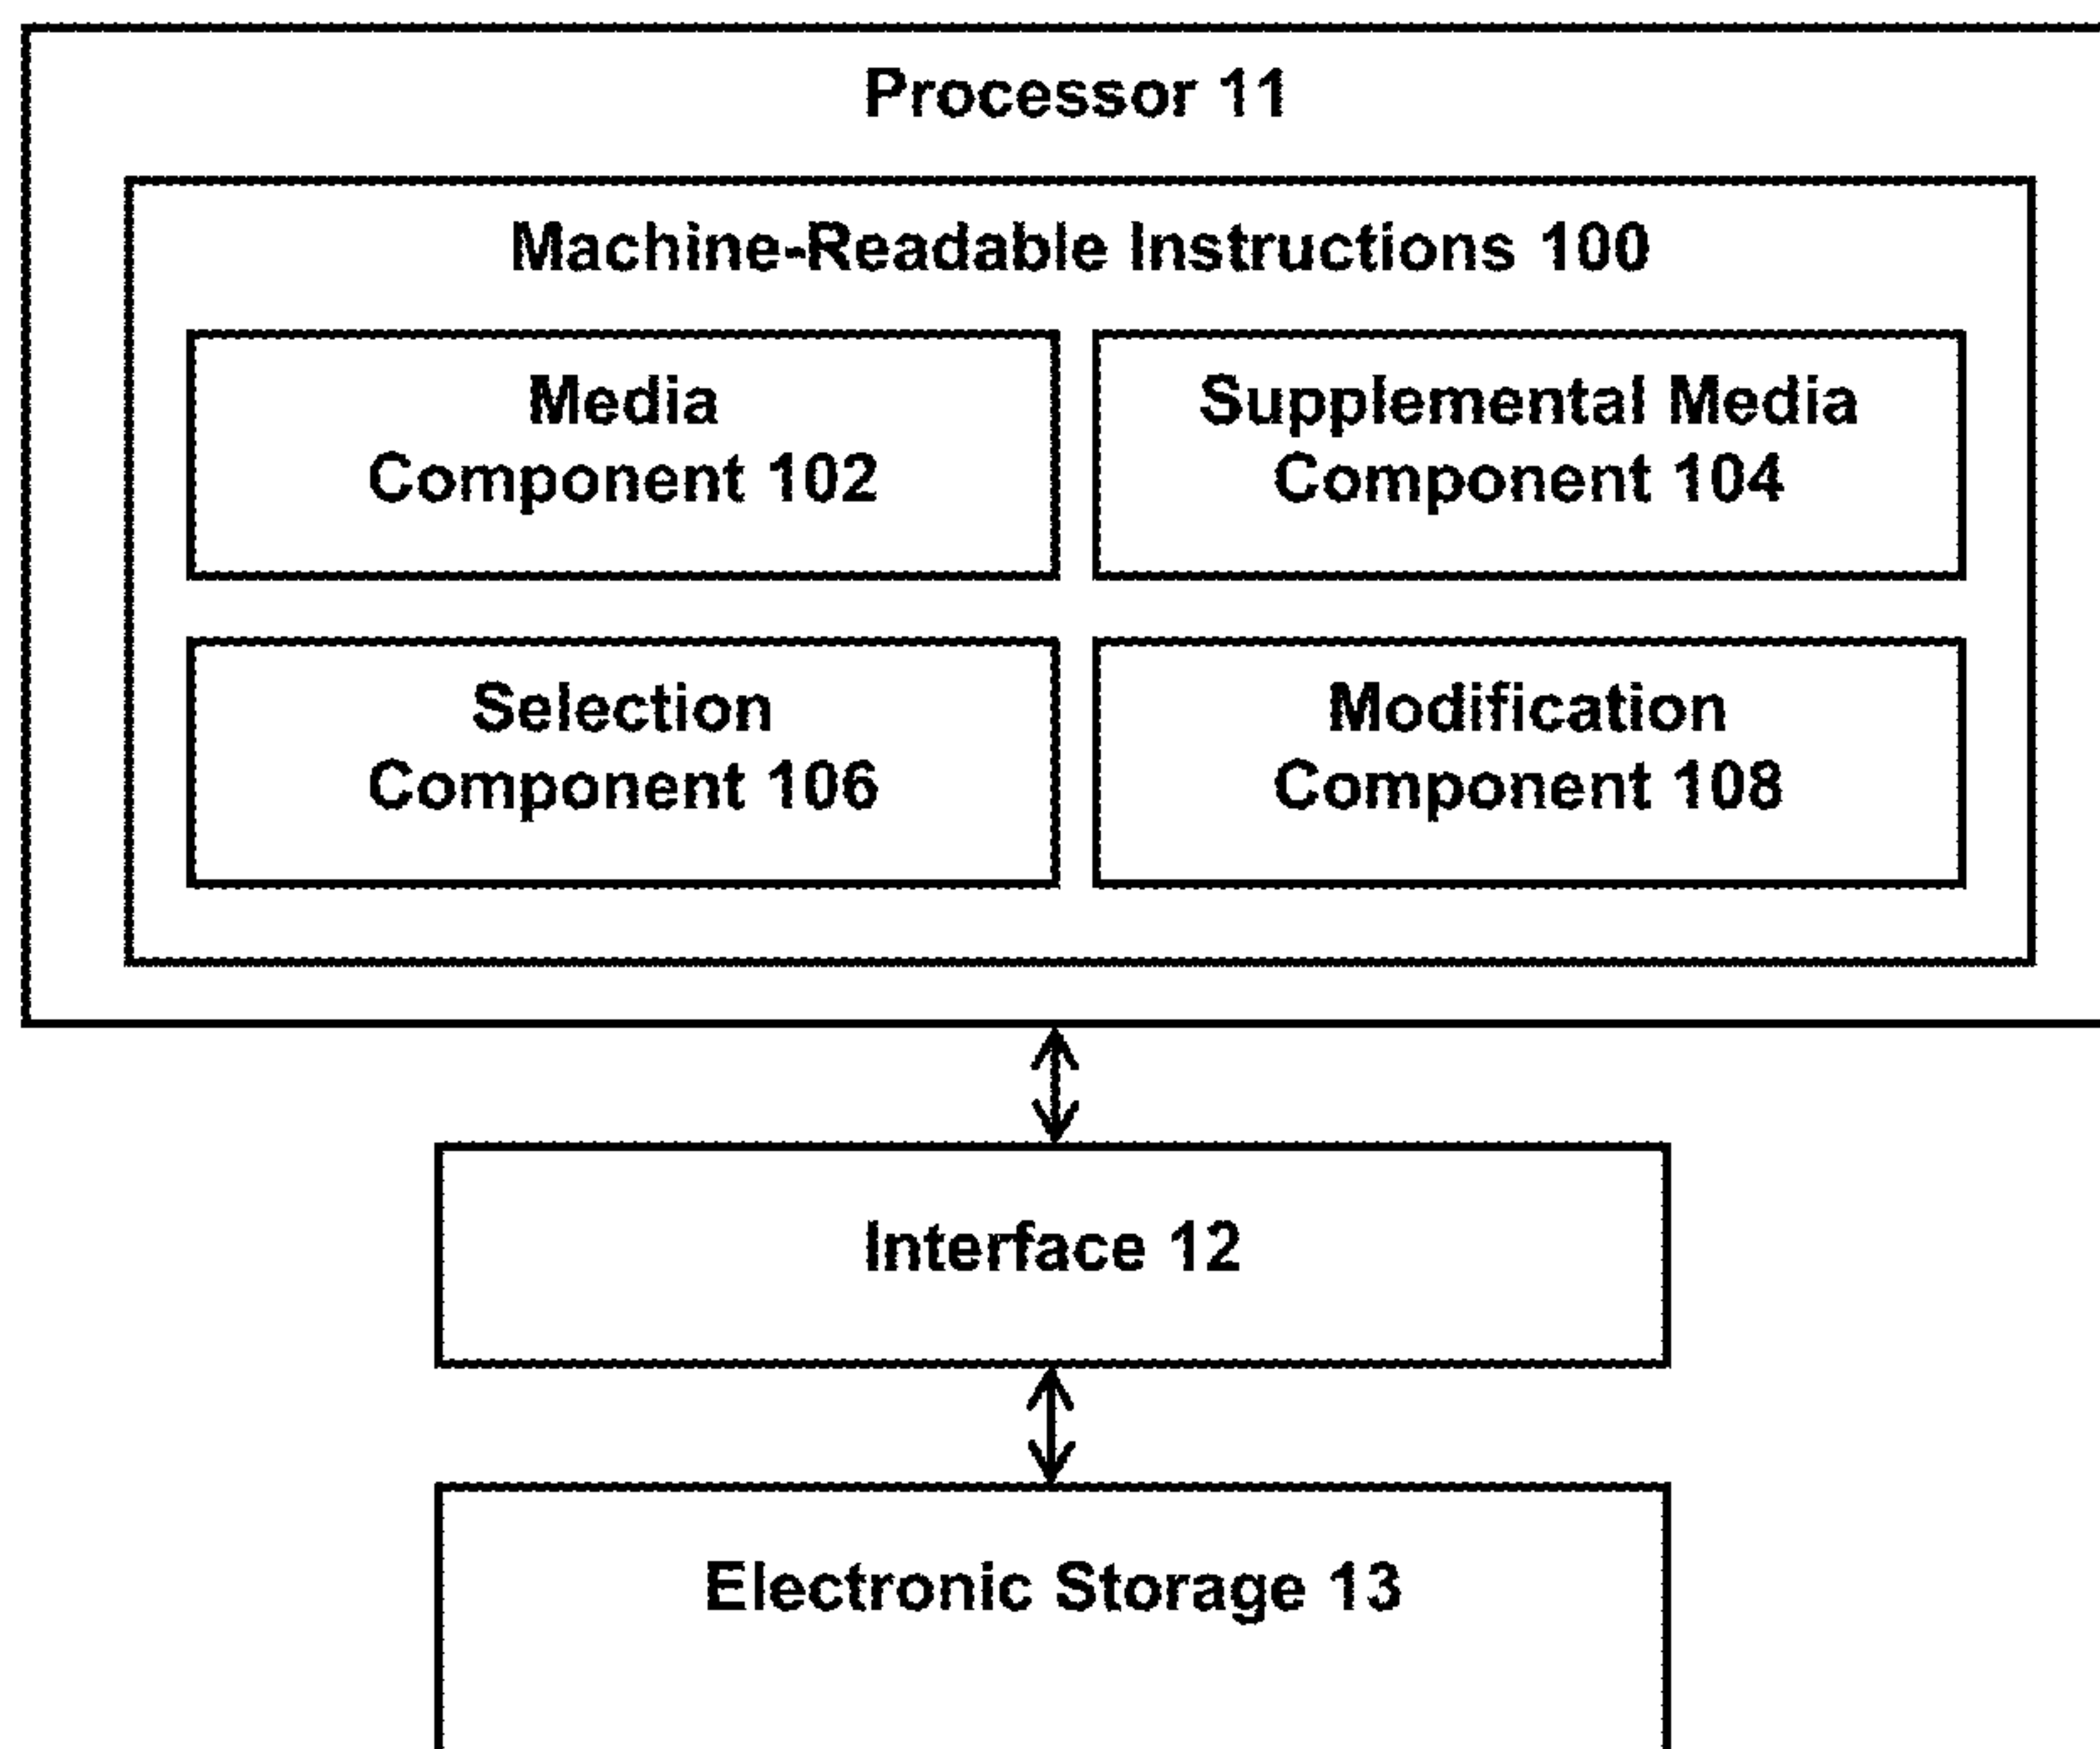 Processor 11
Machine-Readable Instructions 100
Media
Component 102
Supplemental Media
Component 104
Selection
Component 106
Modification
Component 108
Interface 12
Electronic Storage 13